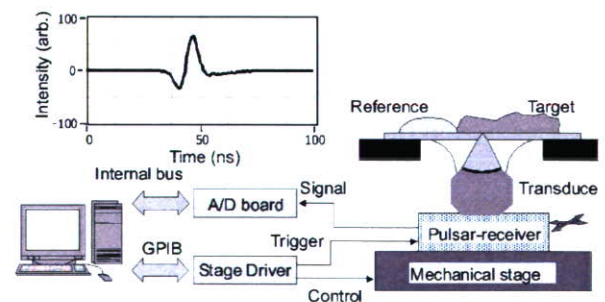 Intensity (arb.)
100
0
-100
0
50
100
Time (ns)
Reference
Target
Transduce
Internal bus
A/D board
Signal
Pulsar-receiver
GPIB
Trigger
Stage Driver
Mechanical stage
Control